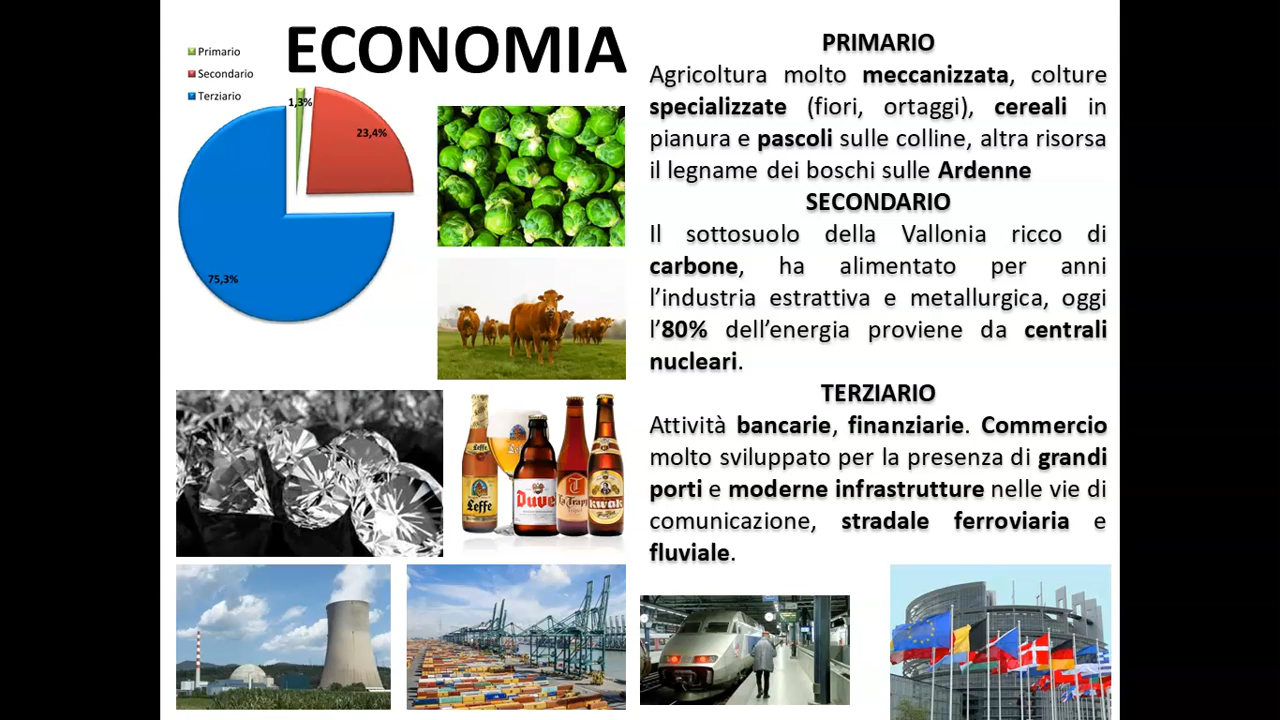 ECONOMIA
Primario
Secondario
Terziario
1,3%
23,4%
75,3%
PRIMARIO
Agricoltura molto meccanizzata, colture
specializzate (fiori, ortaggi), cereali in
pianura e pascoli sulle colline, altra risorsa
il legname dei boschi sulle Ardenne
SECONDARIO
Il sottosuolo della Vallonia ricco di
carbone, ha alimentato per anni
l’industria estrattiva e metallurgica, oggi
l’80% dell’energia proviene da centrali
nucleari.
TERZIARIO
Attività bancarie, finanziarie. Commercio
molto sviluppato per la presenza di grandi
porti e moderne infrastrutture nelle vie di
comunicazione, stradale ferroviaria e
fluviale.
Leffe
Leffe
Duvel
La Trappe
Kwak